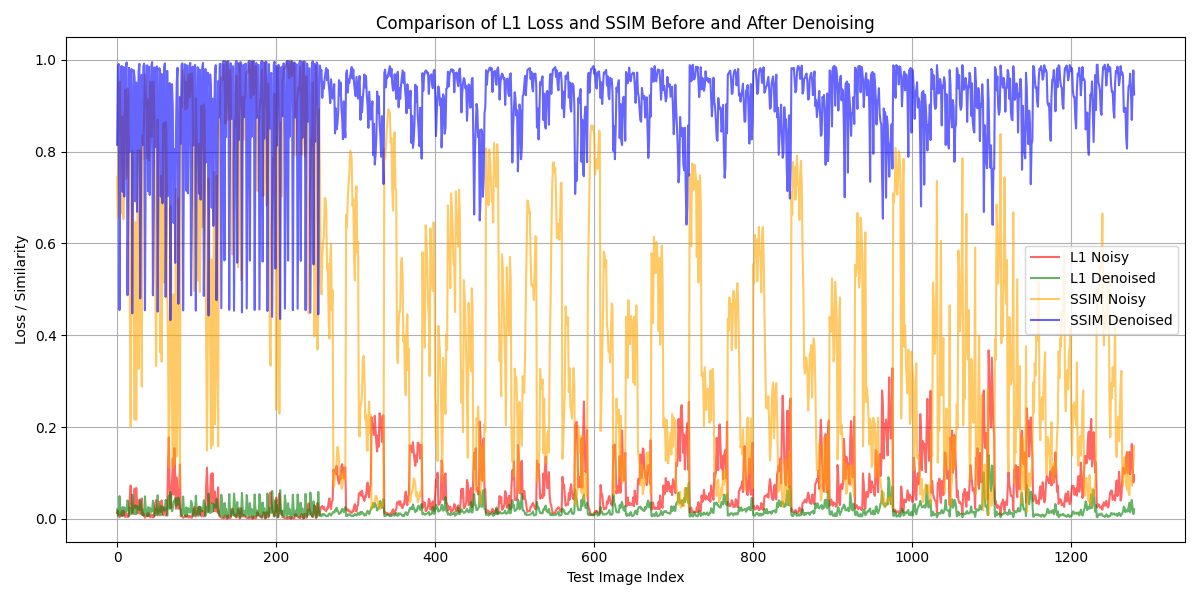 Comparison of L1 Loss and SSIM Before and After Denoising
Loss / Similarity
1.0
0.8
0.6
0.4
0.2
0.0
L1 Noisy
L1 Denoised
SSIM Noisy
SSIM Denoised
0 200 400 600 800 1000 1200
Test Image Index